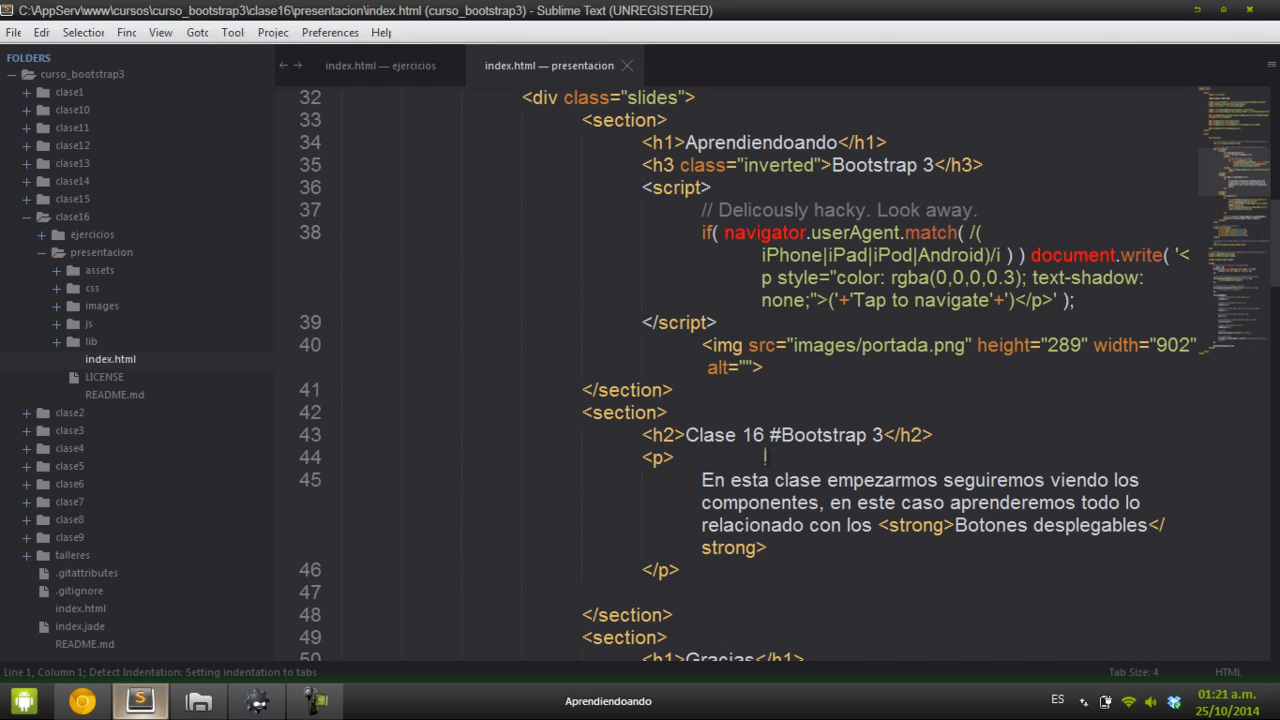 C:\AppServ\www\cursos\curso_bootstrap3\clase16\presentacion\index.html (curso_bootstrap3) - Sublime Text (UNREGISTERED)
File Edi Selection Find View Goto Tool Projec Preferences Help
FOLDERS
curso_bootstrap3
clase1
clase10
clase11
clase12
clase13
clase14
clase15
clase16
ejercicios
presentacion
assets
css
images
js
lib
index.html
LICENSE
README.md
clase2
clase3
clase4
clase5
clase6
clase7
clase8
clase9
talleres
.gitattributes
.gitignore
index.html
index.jade
README.md
index.html — ejercicios
index.html — presentacion
32 <div class="slides">
33 <section>
34 <h1>Aprendiendoando</h1>
35 <h3 class="inverted">Bootstrap 3</h3>
36 <script>
37 // Delicously hacky. Look away.
38 if( navigator.userAgent.match( /(
iPhone|iPad|iPod|Android)/i ) ) document.write( '<
p style="color: rgba(0,0,0,0.3); text-shadow:
none;">('+'Tap to navigate'+')</p>' );
39 </script>
40 <img src="images/portada.png" height="289" width="902"
alt="">
41 </section>
42 <section>
43 <h2>Clase 16 #Bootstrap 3</h2>
44 <p>
45 En esta clase empezarmos seguiremos viendo los
componentes, en este caso aprenderemos todo lo
relacionado con los <strong>Botones desplegables</
strong>
46 </p>
47
48 </section>
49 <section>
50 <h1>Gracias</h1>
Line 1, Column 1; Detect Indentation: Setting indentation to tabs
Tab Size: 4
HTML
Aprendiendoando
ES
01:21 a.m.
25/10/2014